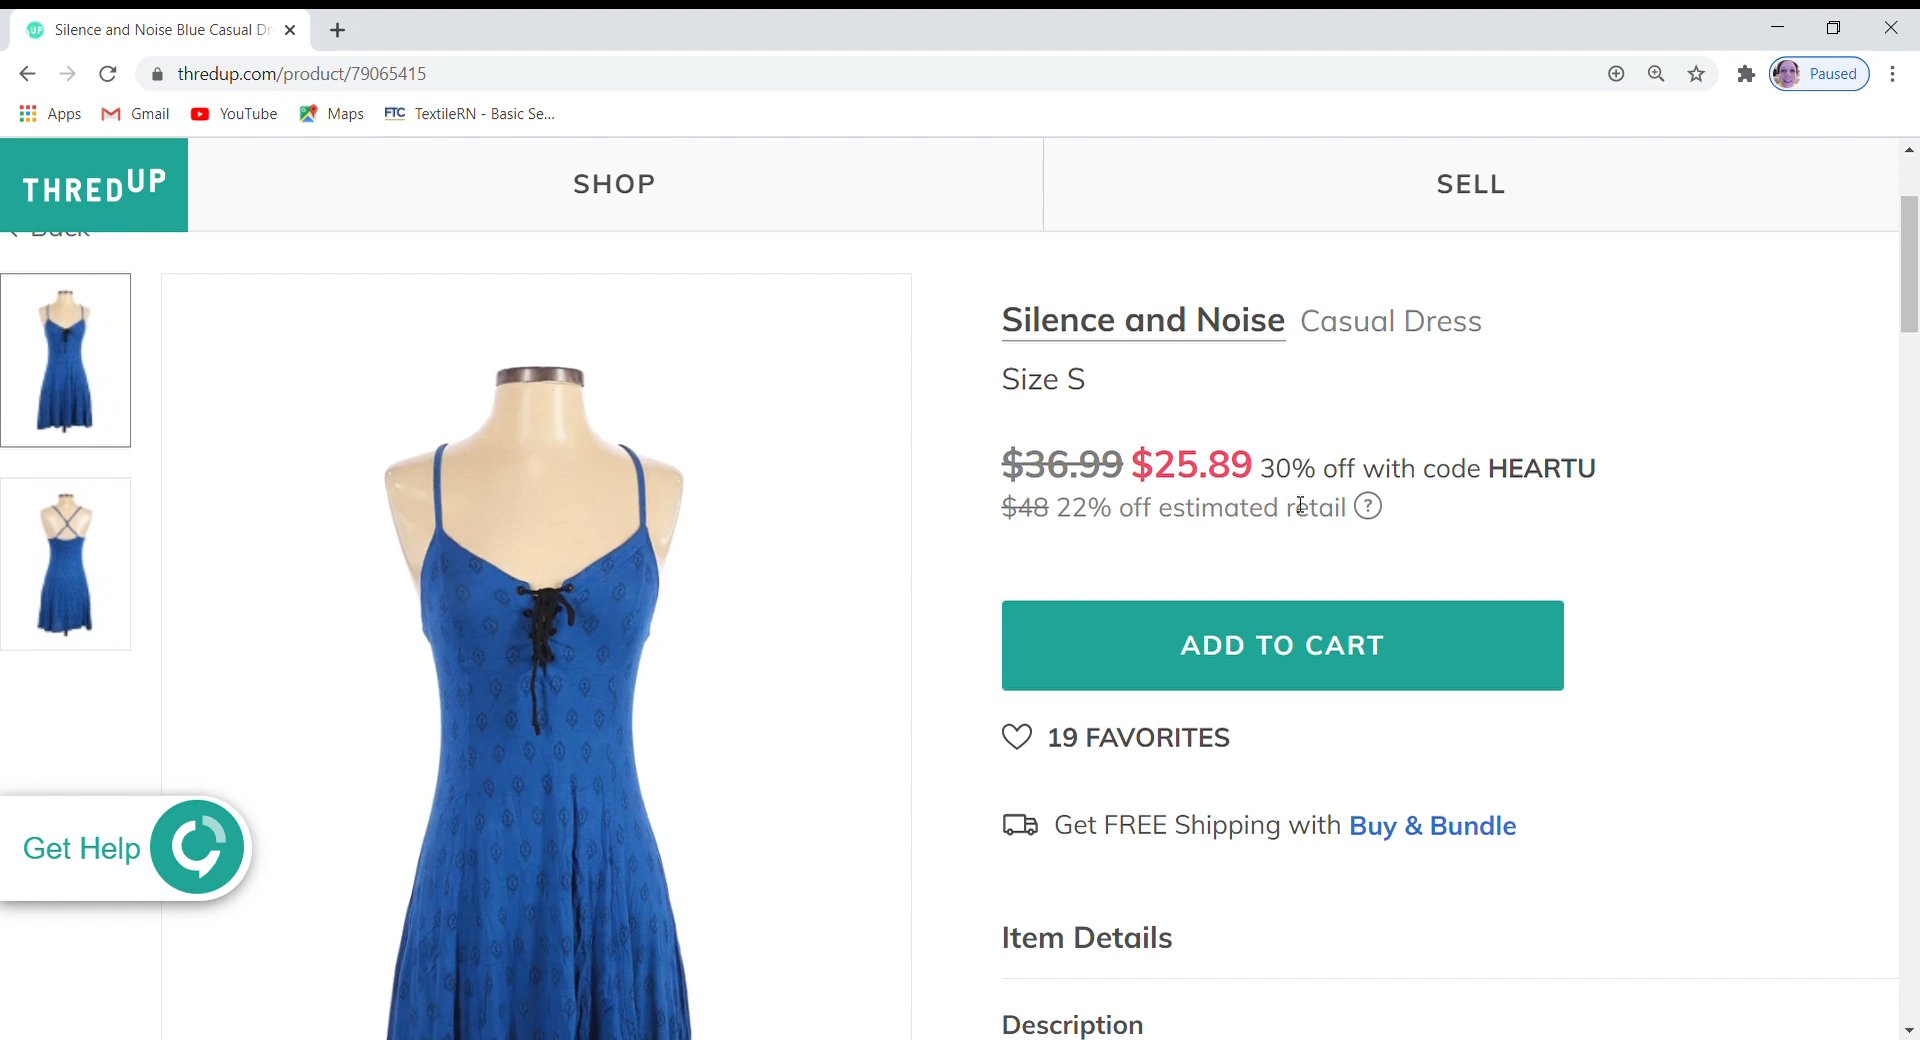 Silence and Noise Blue Casual Dr
thredup.com/product/79065415
Paused
Apps
Gmail
YouTube
Maps
FTC TextileRN - Basic Se...
THREDUP
SHOP
SELL
Back
Silence and Noise Casual Dress
Size S
$36.99 $25.89 30% off with code HEARTU
$48 22% off estimated retail ?
ADD TO CART
19 FAVORITES
Get FREE Shipping with Buy & Bundle
Get Help
Item Details
Description